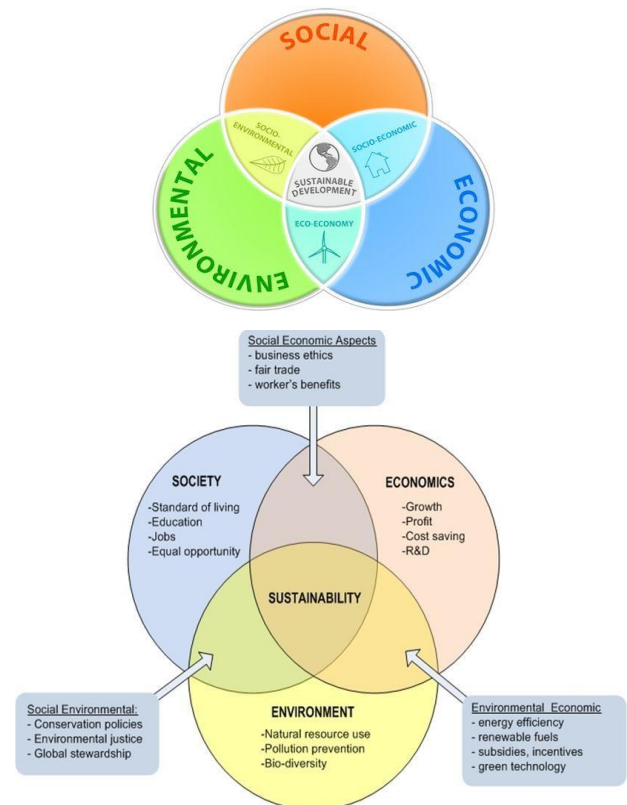 SOCIAL
SOCIO-
ENVIRONMENTAL
SOCIO-ECONOMIC
SUSTAINABLE
DEVELOPMENT
ENVIRONMENTAL
ECONOMIC
ECO-ECONOMY
Social Economic Aspects
- business ethics
- fair trade
- worker's benefits
SOCIETY
-Standard of living
-Education
-Jobs
-Equal opportunity
ECONOMICS
-Growth
-Profit
-Cost saving
-R&D
SUSTAINABILITY
Social Environmental:
- Conservation policies
- Environmental justice
- Global stewardship
ENVIRONMENT
-Natural resource use
-Pollution prevention
-Bio-diversity
Environmental Economic
- energy efficiency
- renewable fuels
- subsidies, incentives
- green technology